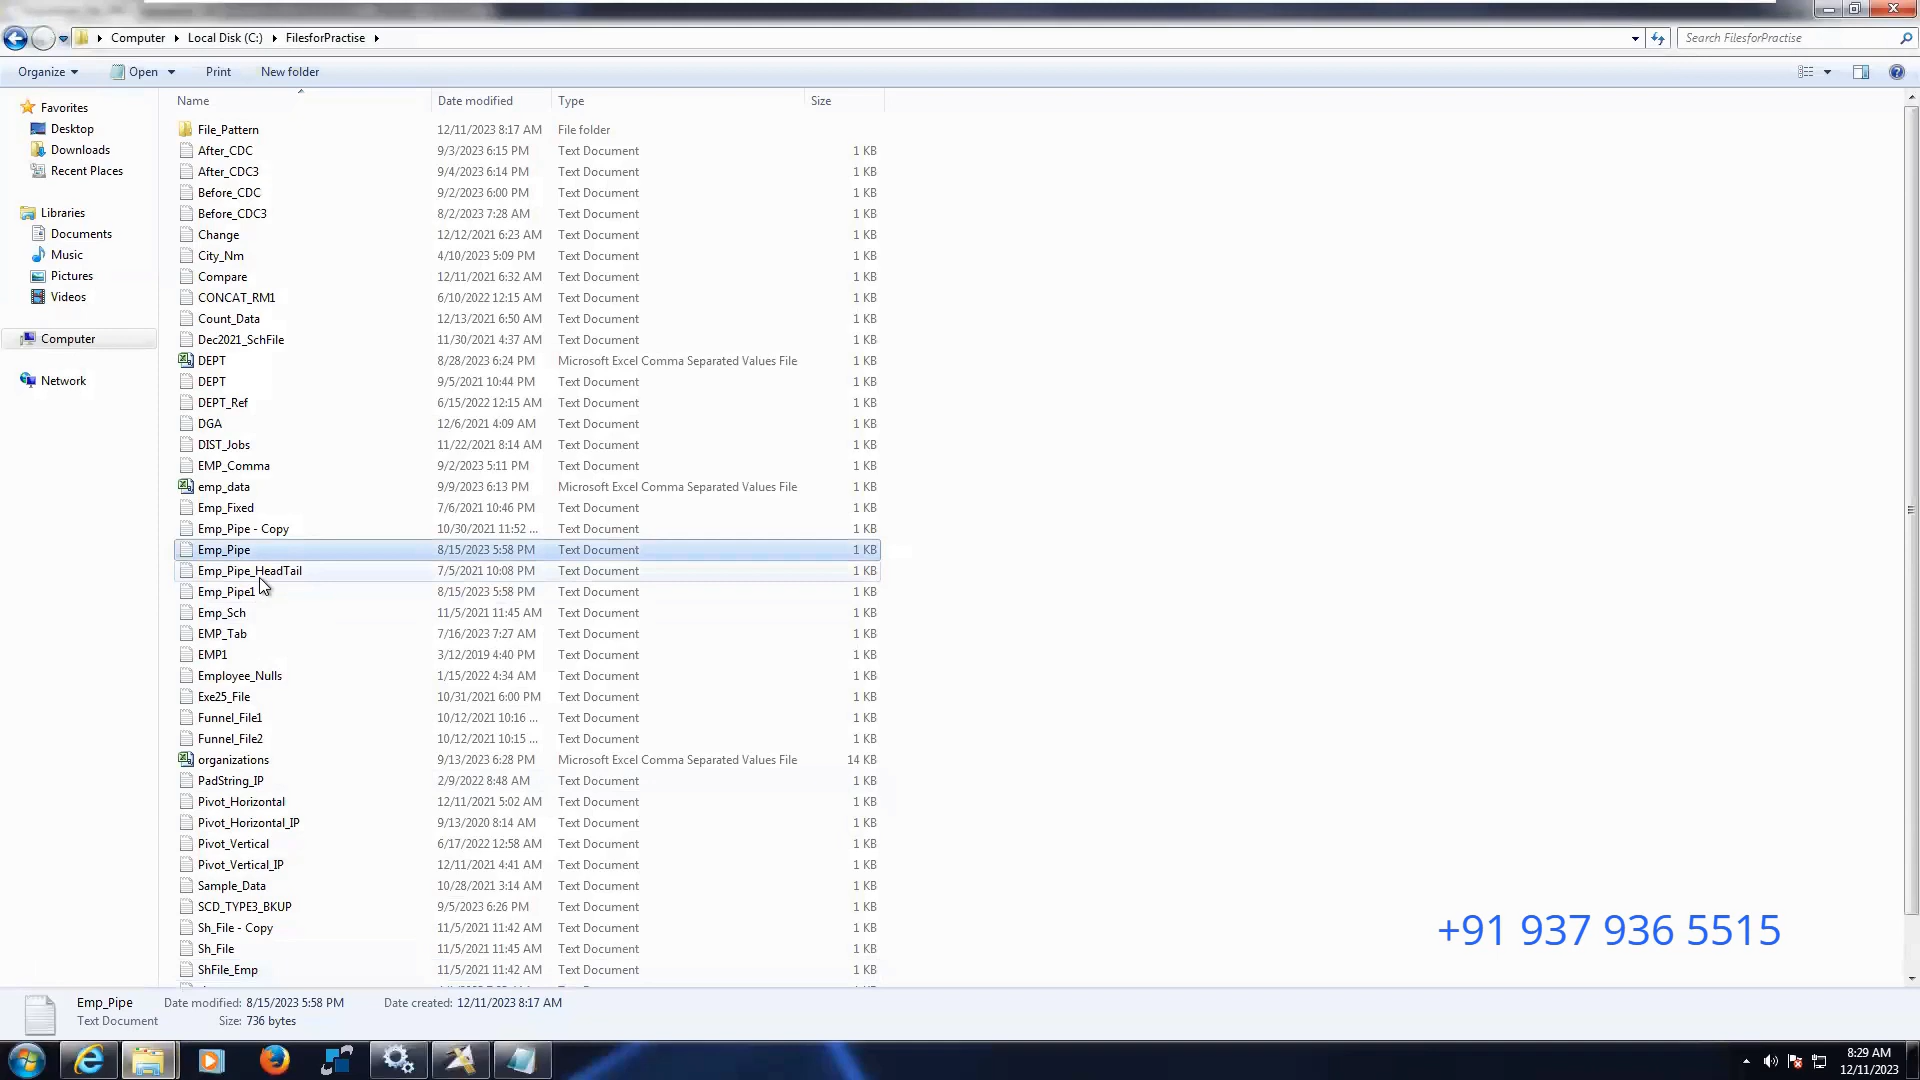 Computer Local Disk (C:) FilesforPractise Search FilesforPractise
Organize Open Print New folder
Name Date modified Type Size
Favorites
Desktop
Downloads
Recent Places
Libraries
Documents
Music
Pictures
Videos
Computer
Network
File_Pattern 12/11/2023 8:17 AM File folder
After_CDC 9/3/2023 6:15 PM Text Document 1 KB
After_CDC3 9/4/2023 6:14 PM Text Document 1 KB
Before_CDC 9/2/2023 6:00 PM Text Document 1 KB
Before_CDC3 8/2/2023 7:28 AM Text Document 1 KB
Change 12/12/2021 6:23 AM Text Document 1 KB
City_Nm 4/10/2023 5:09 PM Text Document 1 KB
Compare 12/11/2021 6:32 AM Text Document 1 KB
CONCAT_RM1 6/10/2022 12:15 AM Text Document 1 KB
Count_Data 12/13/2021 6:50 AM Text Document 1 KB
Dec2021_SchFile 11/30/2021 4:37 AM Text Document 1 KB
DEPT 8/28/2023 6:24 PM Microsoft Excel Comma Separated Values File 1 KB
DEPT 9/5/2021 10:44 PM Text Document 1 KB
DEPT_Ref 6/15/2022 12:15 AM Text Document 1 KB
DGA 12/6/2021 4:09 AM Text Document 1 KB
DIST_Jobs 11/22/2021 8:14 AM Text Document 1 KB
EMP_Comma 9/2/2023 5:11 PM Text Document 1 KB
emp_data 9/9/2023 6:13 PM Microsoft Excel Comma Separated Values File 1 KB
Emp_Fixed 7/6/2021 10:46 PM Text Document 1 KB
Emp_Pipe - Copy 10/30/2021 11:52 ... Text Document 1 KB
Emp_Pipe 8/15/2023 5:58 PM Text Document 1 KB
Emp_Pipe_HeadTail 7/5/2021 10:08 PM Text Document 1 KB
Emp_Pipe1 8/15/2023 5:58 PM Text Document 1 KB
Emp_Sch 11/5/2021 11:45 AM Text Document 1 KB
EMP_Tab 7/16/2023 7:27 AM Text Document 1 KB
EMP1 3/12/2019 4:40 PM Text Document 1 KB
Employee_Nulls 1/15/2022 4:34 AM Text Document 1 KB
Exe25_File 10/31/2021 6:00 PM Text Document 1 KB
Funnel_File1 10/12/2021 10:16 ... Text Document 1 KB
Funnel_File2 10/12/2021 10:15 ... Text Document 1 KB
organizations 9/13/2023 6:28 PM Microsoft Excel Comma Separated Values File 14 KB
PadString_IP 2/9/2022 8:48 AM Text Document 1 KB
Pivot_Horizontal 12/11/2021 5:02 AM Text Document 1 KB
Pivot_Horizontal_IP 9/13/2020 8:14 AM Text Document 1 KB
Pivot_Vertical 6/17/2022 12:58 AM Text Document 1 KB
Pivot_Vertical_IP 12/11/2021 4:41 AM Text Document 1 KB
Sample_Data 10/28/2021 3:14 AM Text Document 1 KB
SCD_TYPE3_BKUP 9/5/2023 6:26 PM Text Document 1 KB
Sh_File - Copy 11/5/2021 11:42 AM Text Document 1 KB
Sh_File 11/5/2021 11:45 AM Text Document 1 KB
ShFile_Emp 11/5/2021 11:42 AM Text Document 1 KB
+91 937 936 5515
Emp_Pipe Date modified: 8/15/2023 5:58 PM Date created: 12/11/2023 8:17 AM
Text Document Size: 736 bytes
8:29 AM
12/11/2023